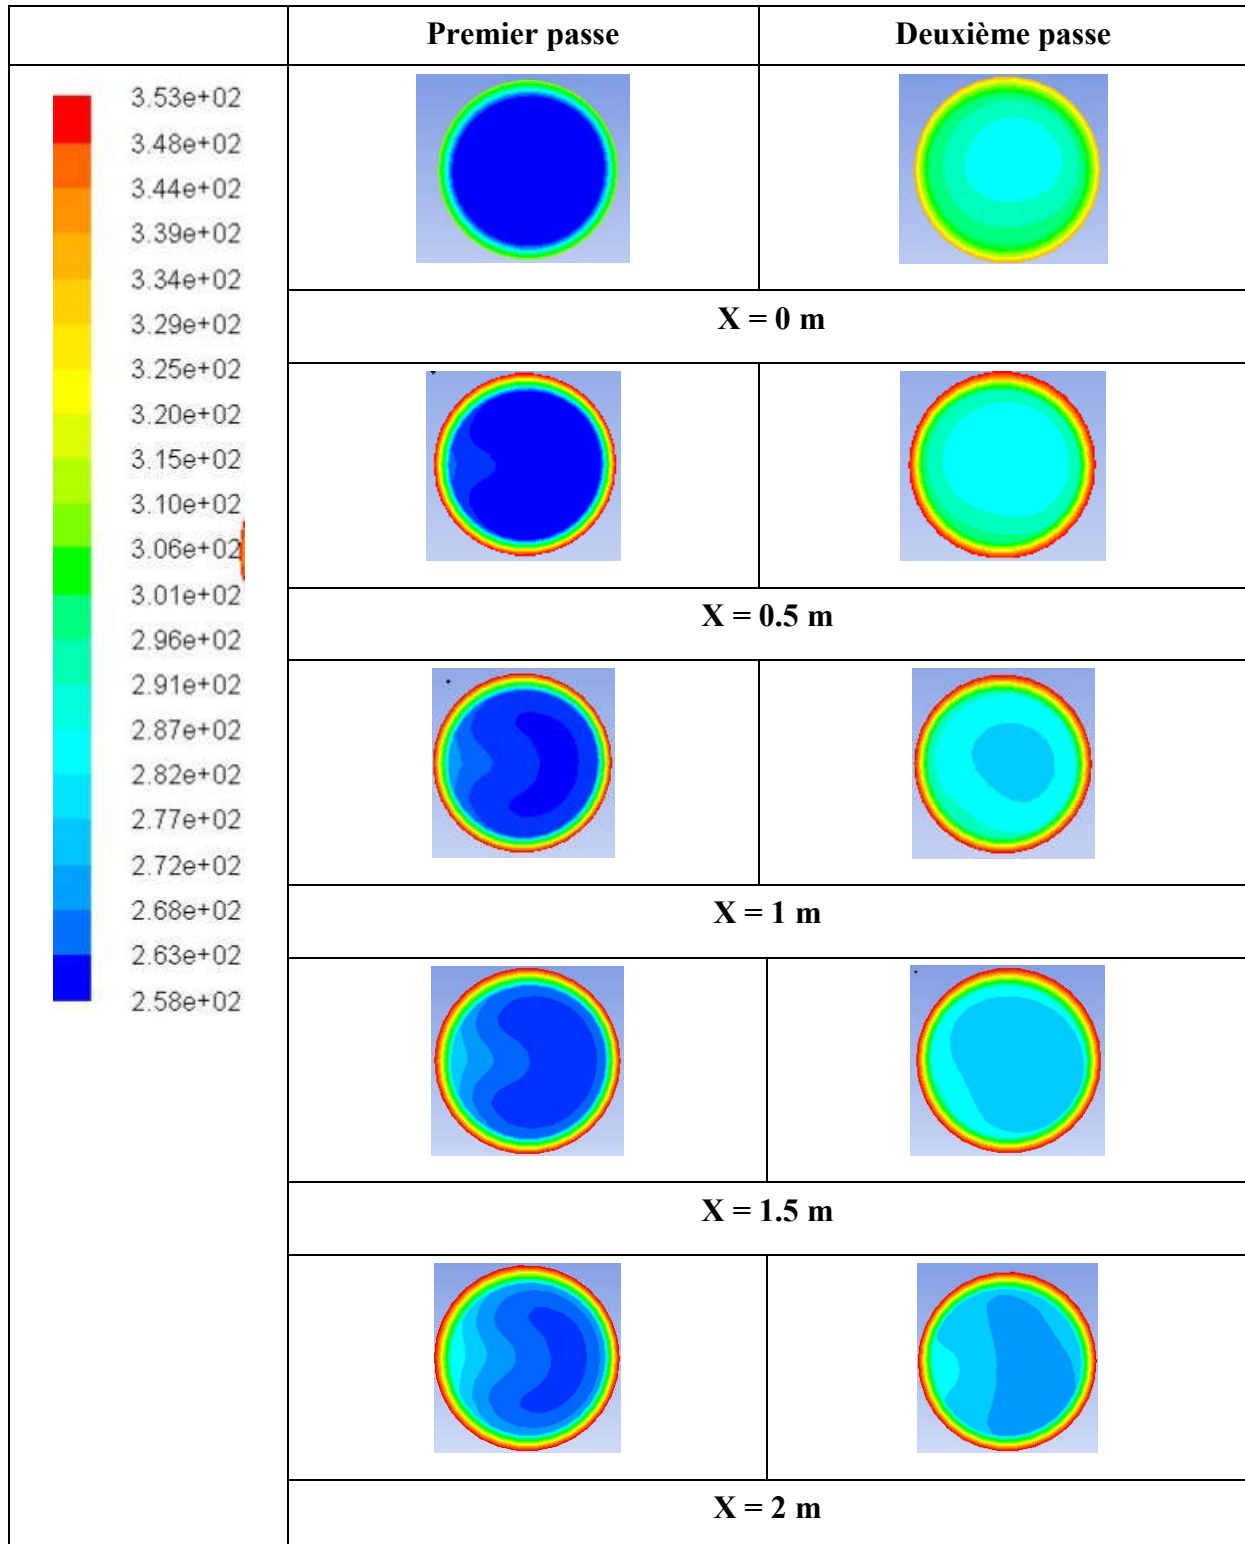 Premier passe
Deuxième passe
3.53e+02
3.48e+02
3.44e+02
3.39e+02
3.34e+02
3.29e+02
3.25e+02
3.20e+02
3.15e+02
3.10e+02
3.06e+02
3.01e+02
2.96e+02
2.91e+02
2.87e+02
2.82e+02
2.77e+02
2.72e+02
2.68e+02
2.63e+02
2.58e+02
X = 0 m
X = 0.5 m
X = 1 m
X = 1.5 m
X = 2 m